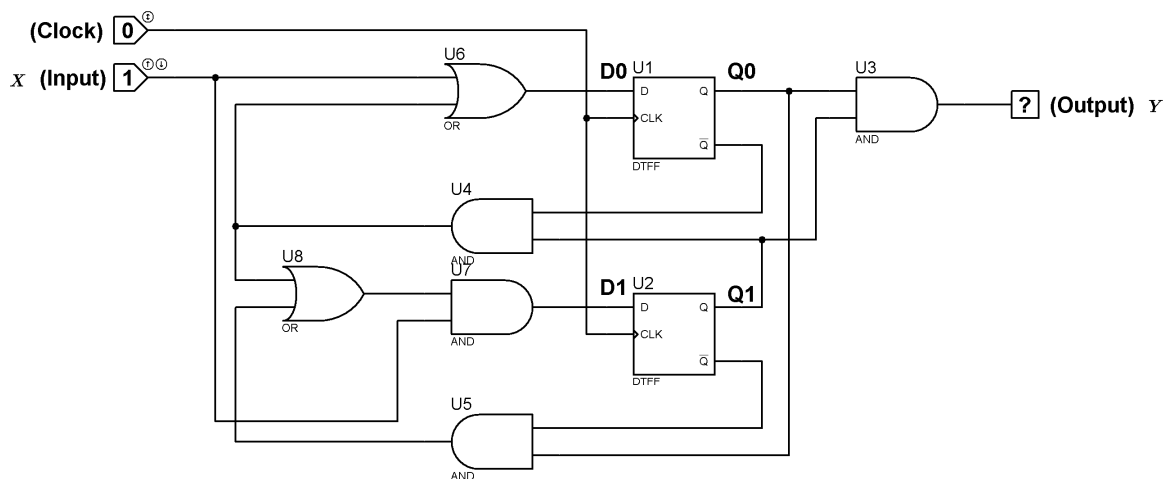 (Clock) 0
X (Input) 1
U6
OR
D0 U1 Q0
D Q
CLK
Q
DTFF
U3
AND
? (Output) Y
U4
AND
U8
OR
U7
AND
D1 U2 Q1
D Q
CLK
Q
DTFF
U5
AND